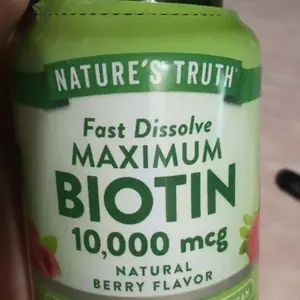 NATURE'S TRUTH
Fast Dissolve
MAXIMUM
BIOTIN
10,000 mcg
NATURAL
BERRY FLAVOR